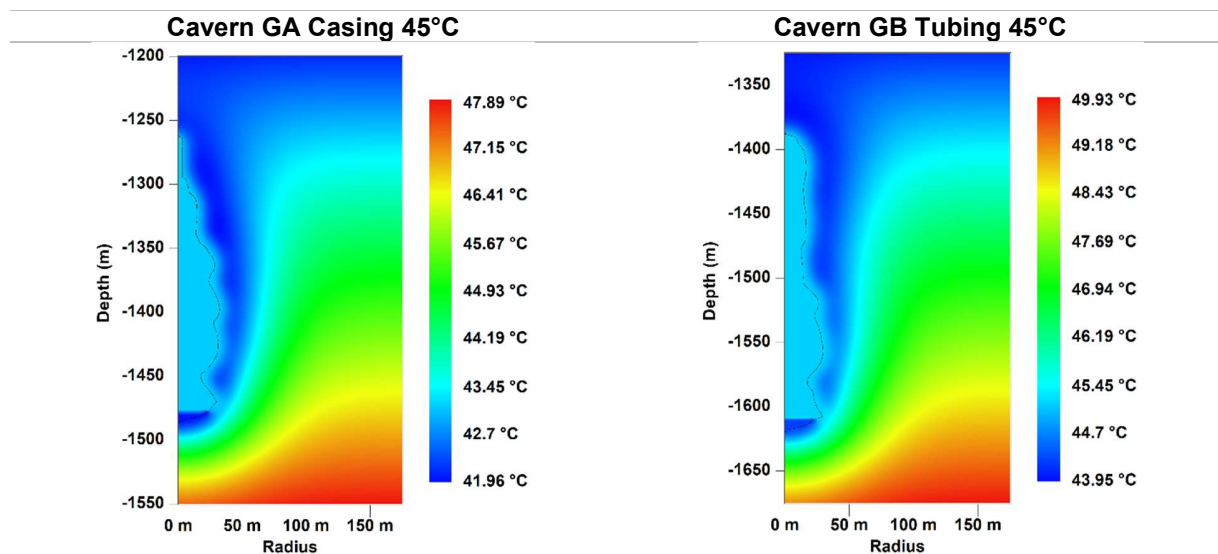 Cavern GA Casing 45°C
-1200
-1250
-1300
-1350
-1400
-1450
-1500
-1550
Depth (m)
0 m 50 m 100 m 150 m
Radius
47.89 °C
47.15 °C
46.41 °C
45.67 °C
44.93 °C
44.19 °C
43.45 °C
42.7 °C
41.96 °C
Cavern GB Tubing 45°C
-1350
-1400
-1450
-1500
-1550
-1600
-1650
Depth (m)
0 m 50 m 100 m 150 m
Radius
49.93 °C
49.18 °C
48.43 °C
47.69 °C
46.94 °C
46.19 °C
45.45 °C
44.7 °C
43.95 °C